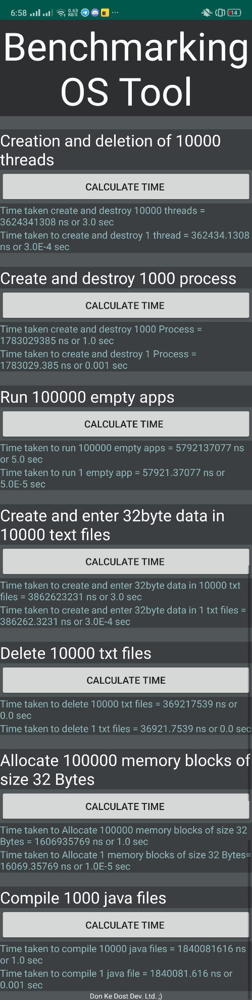 6:58 0.63 KB/S B ··· 14
Benchmarking
OS Tool
Creation and deletion of 10000
threads
CALCULATE TIME
Time taken create and destroy 10000 threads =
3624341308 ns or 3.0 sec
Time taken to create and destroy 1 thread = 362434.1308
ns or 3.0E-4 sec
Create and destroy 1000 process
CALCULATE TIME
Time taken create and destroy 1000 Process =
1783029385 ns or 1.0 sec
Time taken to create and destroy 1 Process =
1783029.385 ns or 0.001 sec
Run 100000 empty apps
CALCULATE TIME
Time taken to run 100000 empty apps = 5792137077 ns
or 5.0 sec
Time taken to run 1 empty app = 57921.37077 ns or
5.0E-5 sec
Create and enter 32byte data in
10000 text files
CALCULATE TIME
Time taken to create and enter 32byte data in 10000 txt
files = 3862623231 ns or 3.0 sec
Time taken to create and enter 32byte data in 1 txt files =
386262.3231 ns or 3.0E-4 sec
Delete 10000 txt files
CALCULATE TIME
Time taken to delete 10000 txt files = 369217539 ns or
0.0 sec
Time taken to delete 1 txt files = 36921.7539 ns or 0.0 sec
Allocate 100000 memory blocks of
size 32 Bytes
CALCULATE TIME
Time taken to Allocate 100000 memory blocks of size 32
Bytes = 1606935769 ns or 1.0 sec
Time taken to Allocate 1 memory blocks of size 32 Bytes=
16069.35769 ns or 1.0E-5 sec
Compile 1000 java files
CALCULATE TIME
Time taken to compile 10000 java files = 1840081616 ns
or 1.0 sec
Time taken to compile 1 java file = 1840081.616 ns or
0.001 sec
Don Ke Dost Dev. Ltd. ;)